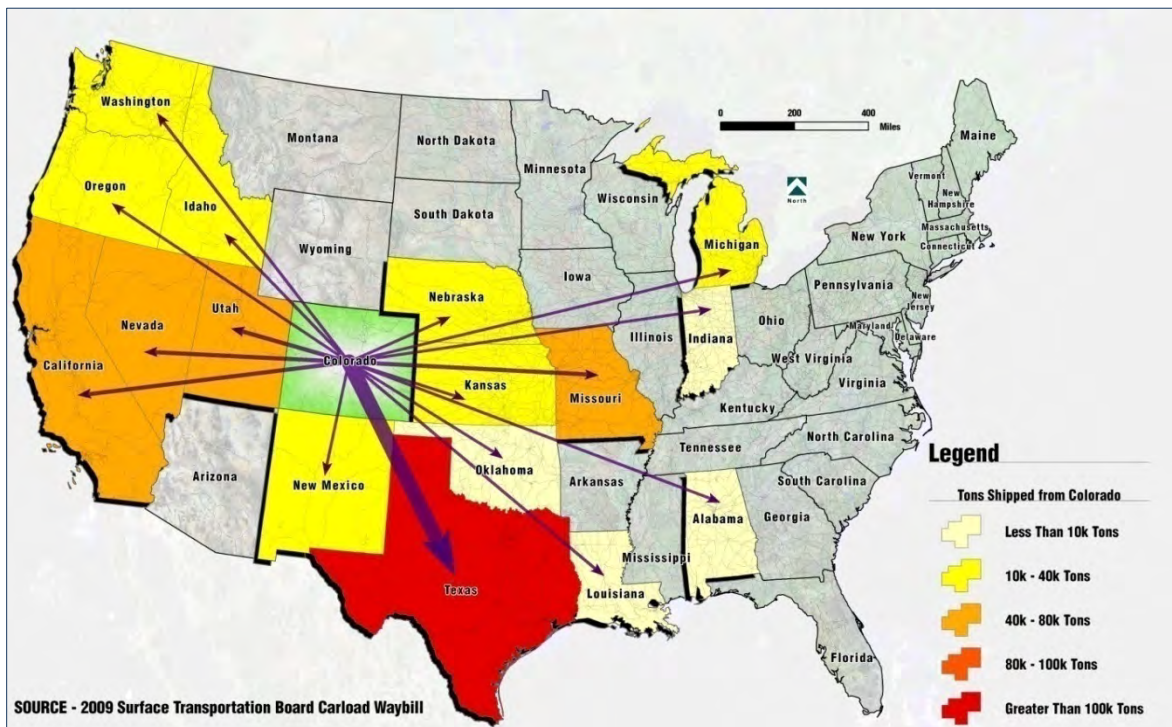 Washington
Montana
North Dakota
Minnesota
Maine
Oregon
Idaho
South Dakota
Wisconsin
Vermont
New
Hampshire
Massachusetts
Connecticut
New York
Michigan
Wyoming
Iowa
Nebraska
Pennsylvania
New
Jersey
Maryland
Delaware
Utah
Nevada
California
Colorado
Illinois
Indiana
Ohio
West Virginia
Virginia
Kansas
Missouri
Kentucky
Tennessee
North Carolina
South Carolina
Arizona
New Mexico
Oklahoma
Arkansas
Mississippi
Alabama
Georgia
Texas
Louisiana
Florida
0 200 400
Miles
North
Legend
Tons Shipped from Colorado
Less Than 10k Tons
10k - 40k Tons
40k - 80k Tons
80k - 100k Tons
Greater Than 100k Tons
SOURCE - 2009 Surface Transportation Board Carload Waybill